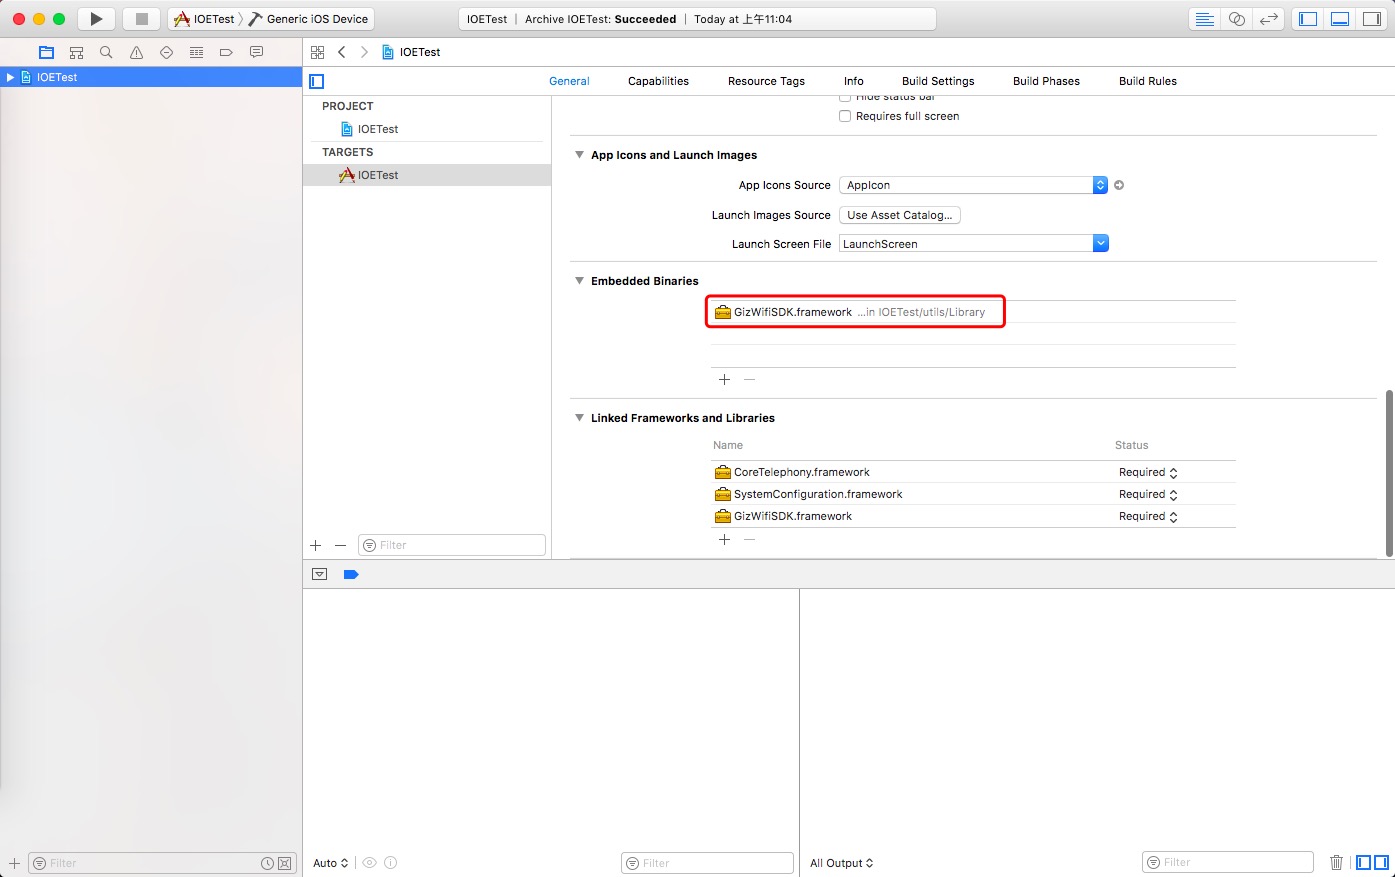 IOETest 〉 Generic iOS Device
IOETest | Archive IOETest: Succeeded | Today at 上午11:04
IOETest
IOETest
General Capabilities Resource Tags Info Build Settings Build Phases Build Rules
PROJECT
IOETest
TARGETS
IOETest
Hide status bar
Requires full screen
App Icons and Launch Images
App Icons Source AppIcon
Launch Images Source Use Asset Catalog...
Launch Screen File LaunchScreen
Embedded Binaries
GizWifiSDK.framework ...in IOETest/utils/Library
Linked Frameworks and Libraries
Name Status
CoreTelephony.framework Required
SystemConfiguration.framework Required
GizWifiSDK.framework Required
Filter
Filter
Auto
Filter
All Output
Filter